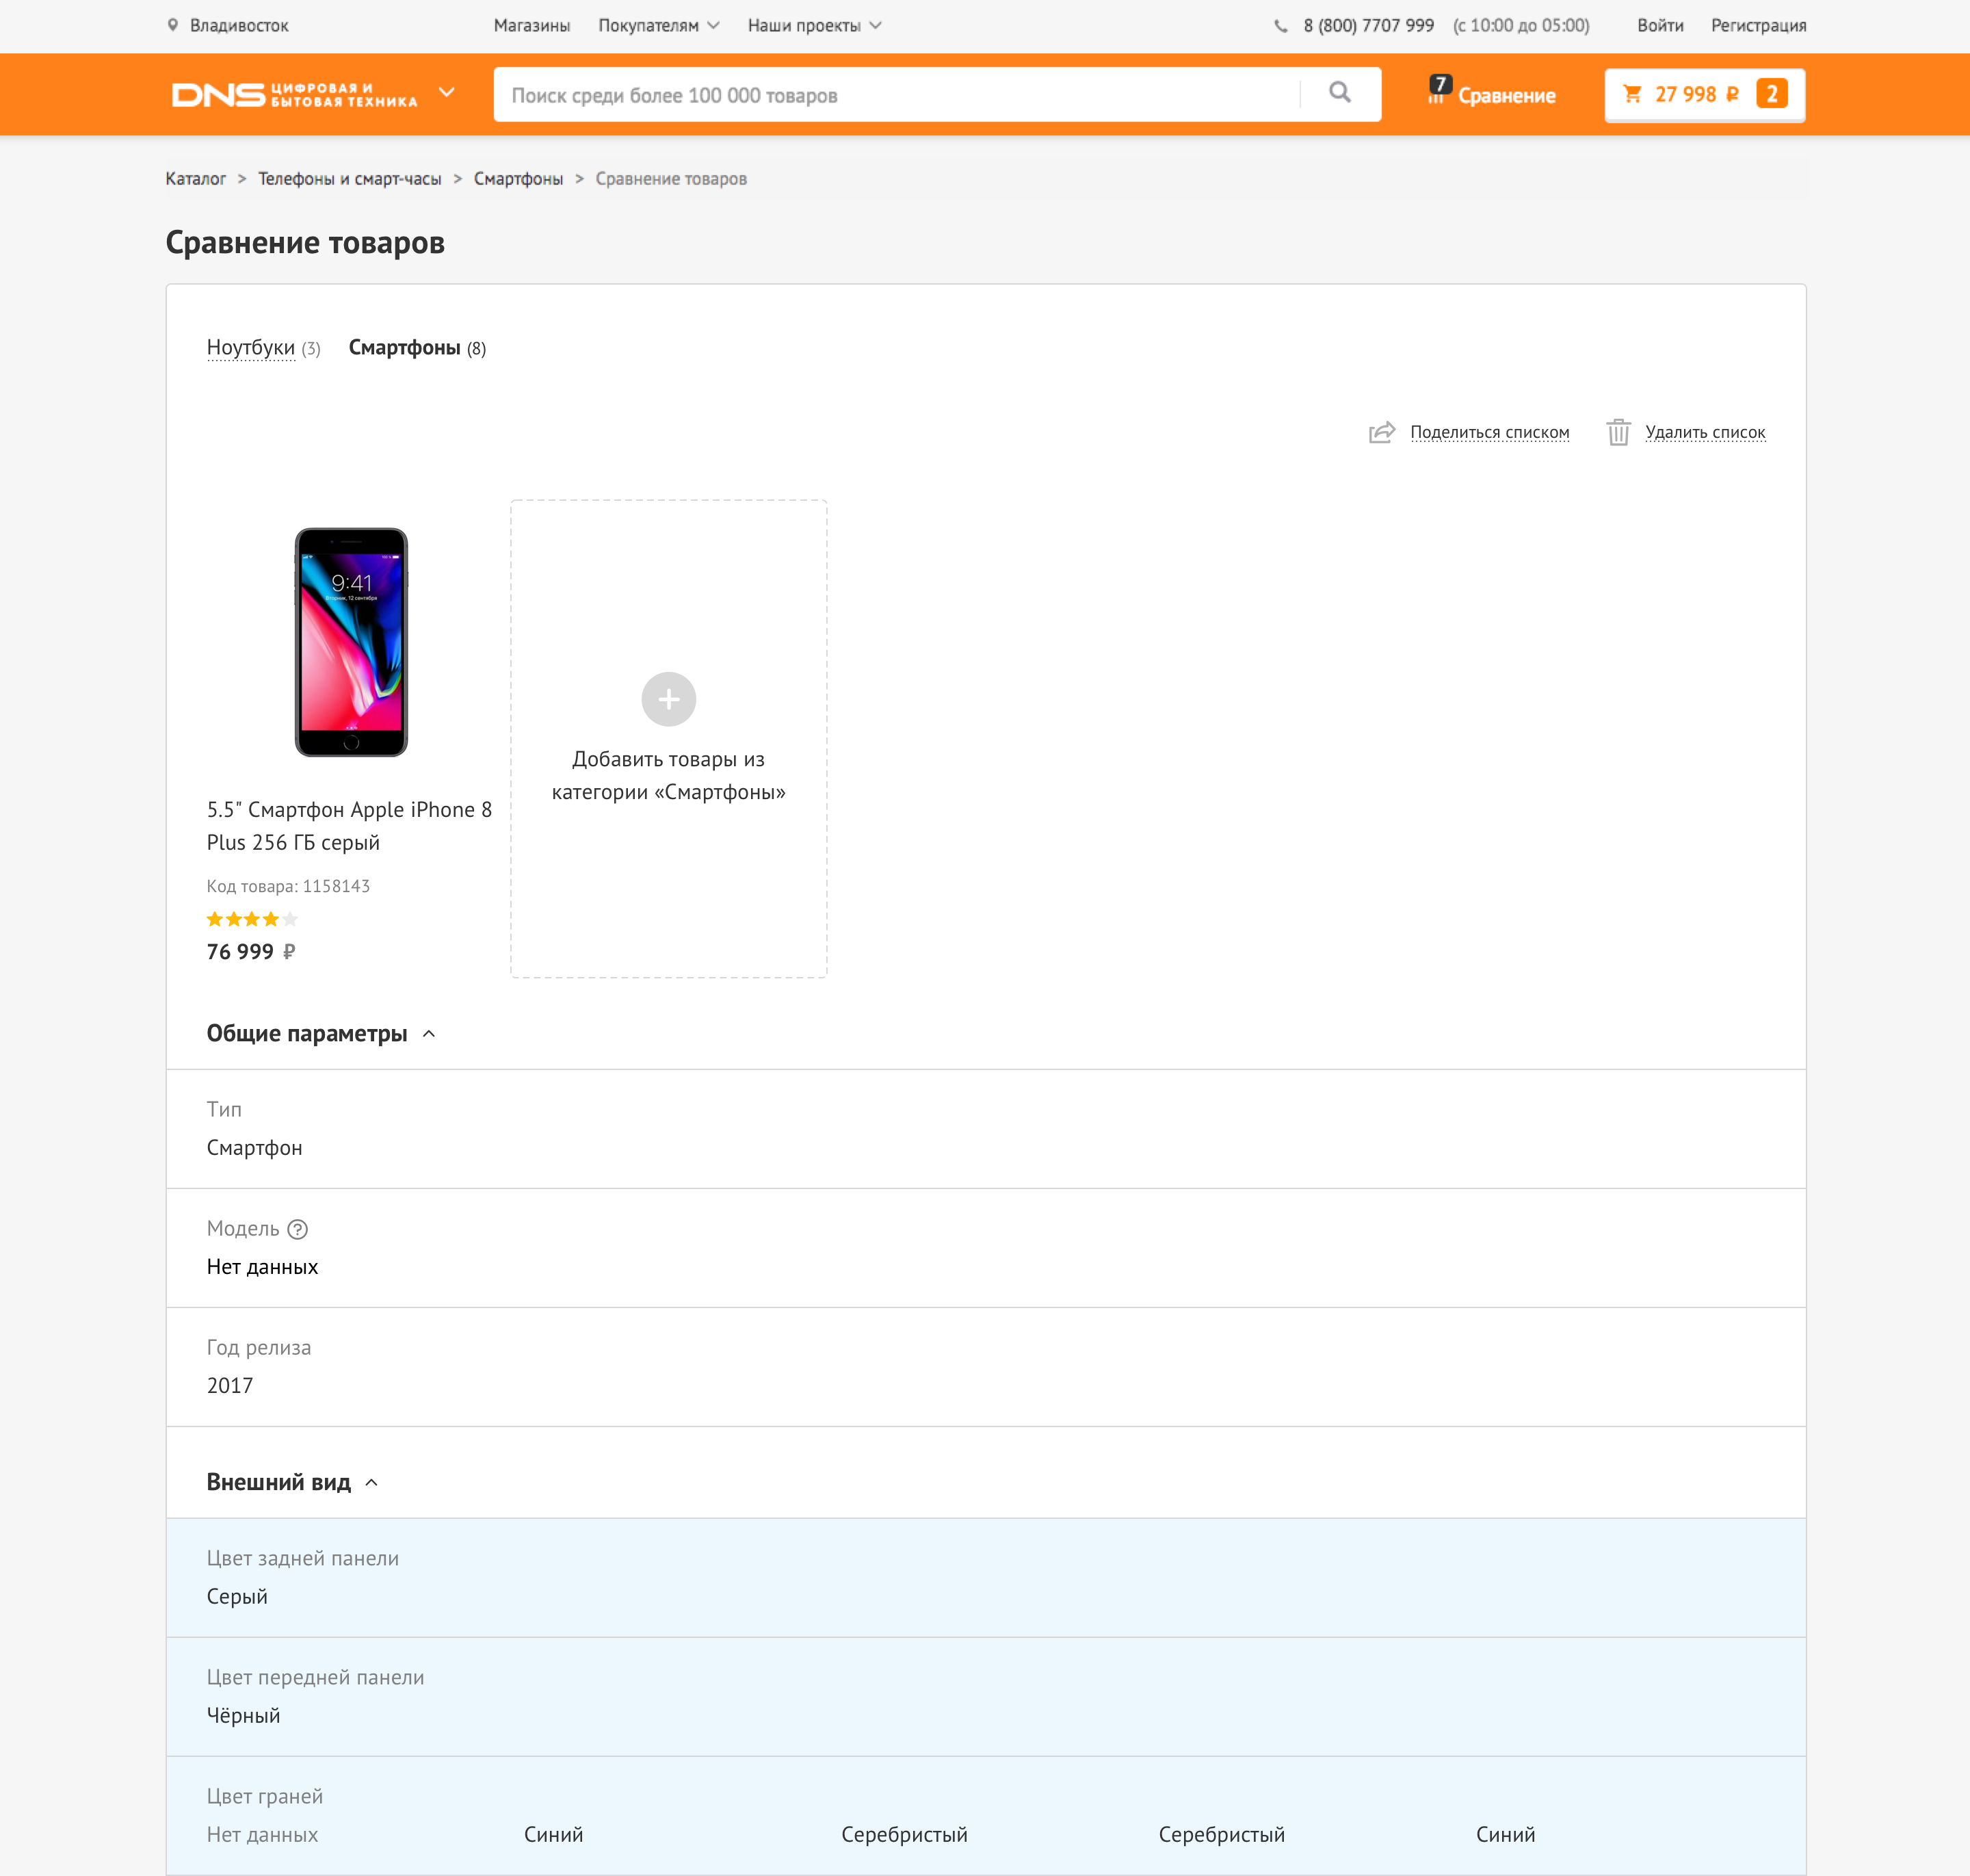 Владивосток Магазины Покупателям Наши проекты 8 (800) 7707 999 (с 10:00 до 05:00) Войти Регистрация
DNS ЦИФРОВАЯ И
БЫТОВАЯ ТЕХНИКА
Поиск среди более 100 000 товаров
7 Сравнение
27 998 ₽ 2
Каталог > Телефоны и смарт-часы > Смартфоны > Сравнение товаров
Сравнение товаров
Ноутбуки (3) Смартфоны (8)
Поделиться списком Удалить список
9:41
Вторник, 12 сентября
Добавить товары из
категории «Смартфоны»
5.5" Смартфон Apple iPhone 8
Plus 256 ГБ серый
Код товара: 1158143
76 999 ₽
Общие параметры
Тип
Смартфон
Модель ?
Нет данных
Год релиза
2017
Внешний вид
Цвет задней панели
Серый
Цвет передней панели
Чёрный
Цвет граней
Нет данных Синий Серебристый Серебристый Синий